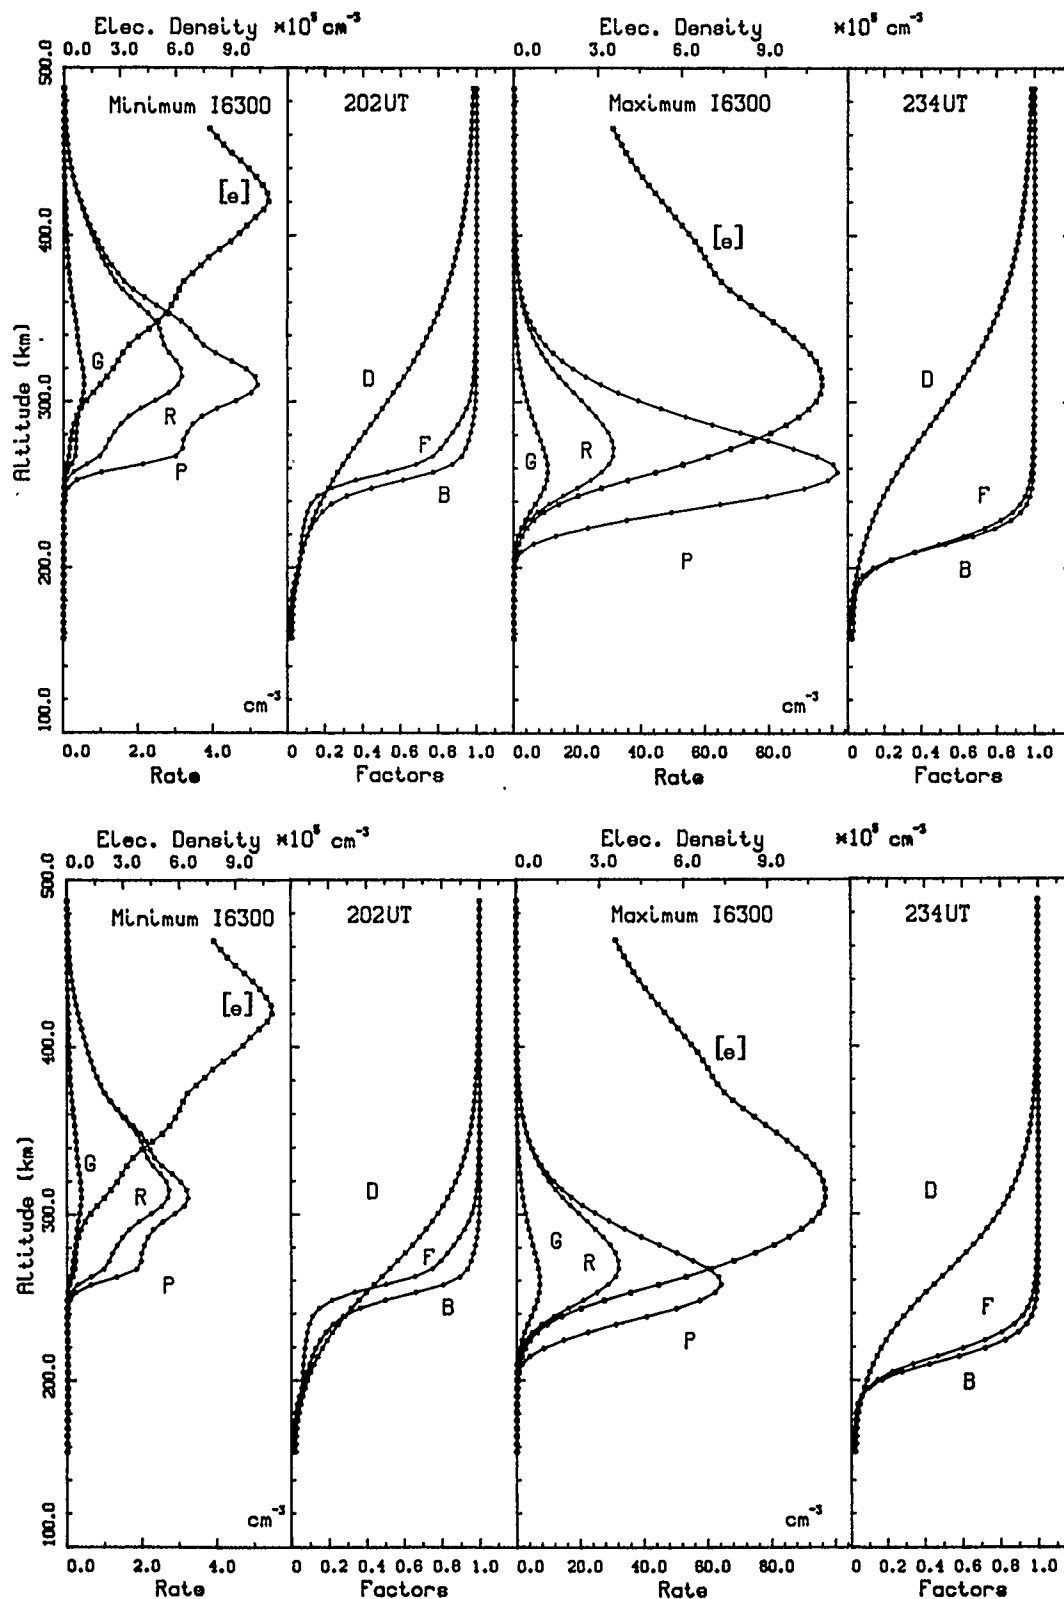 Elec. Density ×10⁵ cm⁻³
0.0 3.0 6.0 9.0
Elec. Density ×10⁵ cm⁻³
0.0 3.0 6.0 9.0
500.0
400.0
300.0
200.0
100.0
Altitude (km)
Minimum I6300
202UT
Maximum I6300
234UT
[e]
G
R
P
D
F
B
[e]
G
R
P
D
F
B
cm⁻³
cm⁻³
0.0 2.0 4.0
0 0.2 0.4 0.6 0.8 1.0
0 20.0 40.0 60.0 80.0
0 0.2 0.4 0.6 0.8 1.0
Rate
Factors
Rate
Factors
Elec. Density ×10⁵ cm⁻³
0.0 3.0 6.0 9.0
Elec. Density ×10⁵ cm⁻³
0.0 3.0 6.0 9.0
500.0
400.0
300.0
200.0
100.0
Altitude (km)
Minimum I6300
202UT
Maximum I6300
234UT
[e]
G
R
P
D
F
B
[e]
G
R
P
D
F
B
cm⁻³
cm⁻³
0.0 2.0 4.0
0 0.2 0.4 0.6 0.8 1.0
0.0 20.0 40.0 60.0 80.0
0 0.2 0.4 0.6 0.8 1.0
Rate
Factors
Rate
Factors